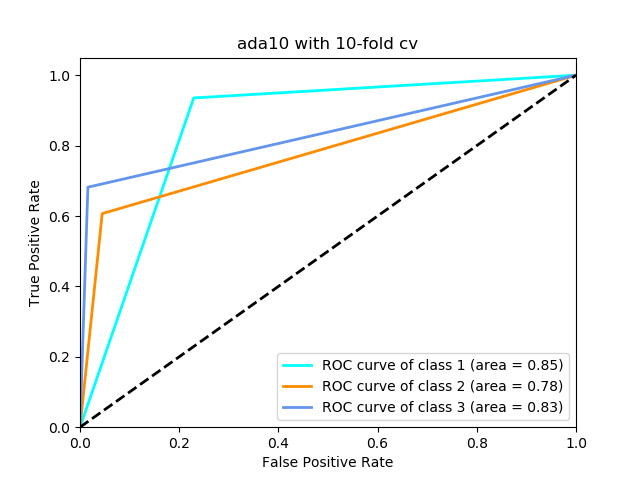 ada10 with 10-fold cv
True Positive Rate
1.0
0.8
0.6
0.4
0.2
0.0
ROC curve of class 1 (area = 0.85)
ROC curve of class 2 (area = 0.78)
ROC curve of class 3 (area = 0.83)
0.0 0.2 0.4 0.6 0.8 1.0
False Positive Rate